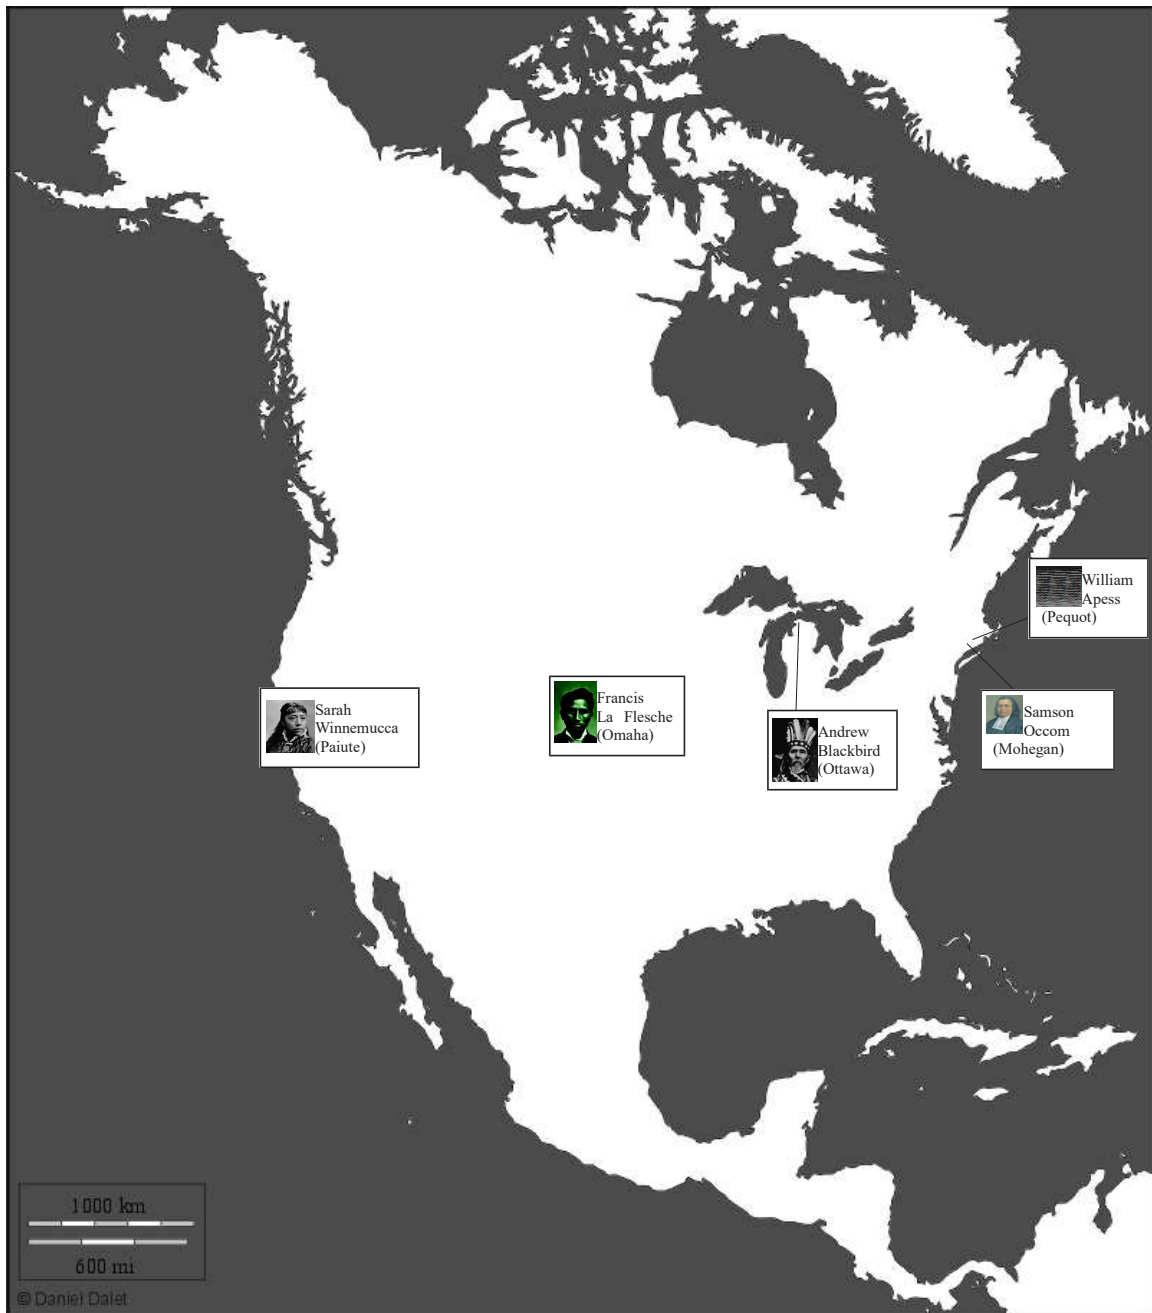 William
Apess
(Pequot)
Sarah
Winnemucca
(Paiute)
Francis
La Flesche
(Omaha)
Andrew
Blackbird
(Ottawa)
Samson
Occom
(Mohegan)
1000 km
600 mi
© Daniel Dalet